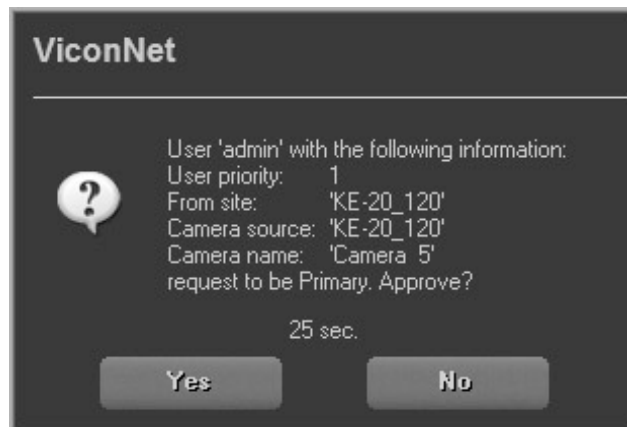 ViconNet
User 'admin' with the following information:
User priority: 1
From site: 'KE-20_120'
Camera source: 'KE-20_120'
Camera name: 'Camera 5'
request to be Primary. Approve?
25 sec.
Yes No